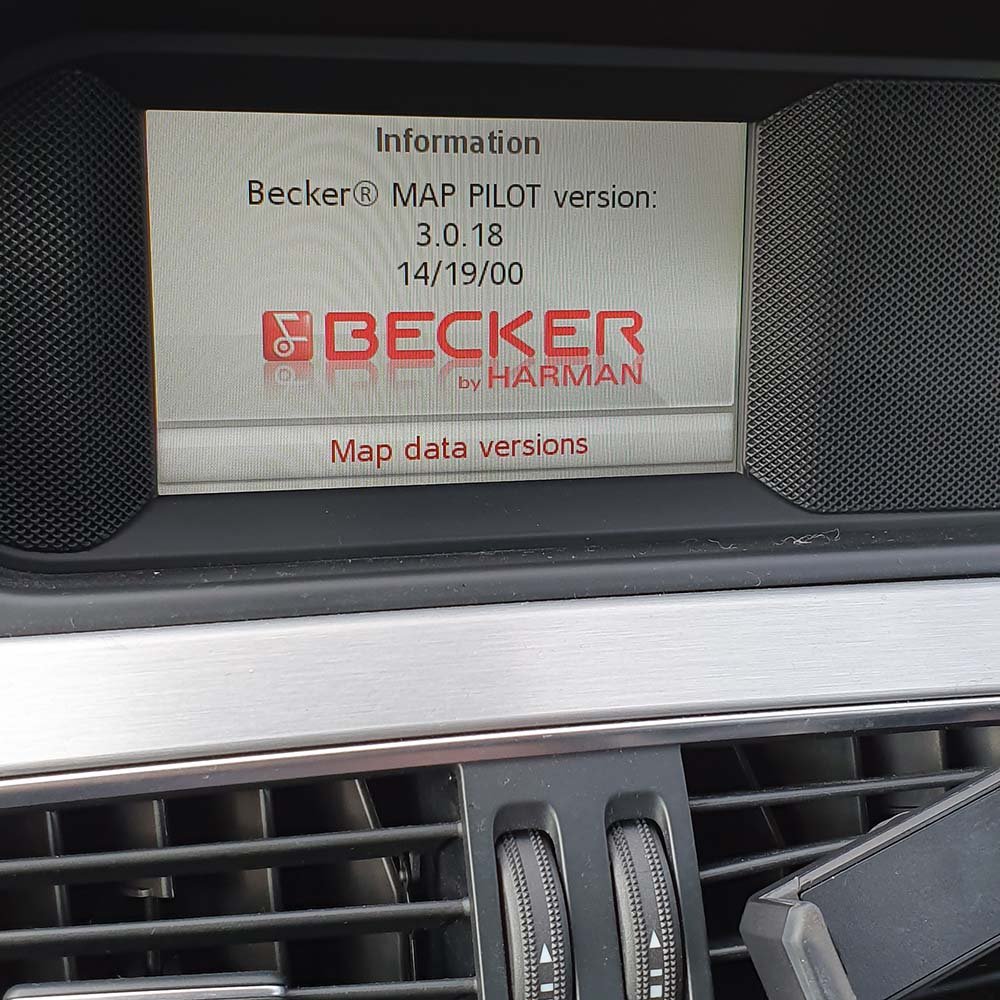 Information
Becker® MAP PILOT version:
3.0.18
14/19/00
BECKER
by HARMAN
Map data versions